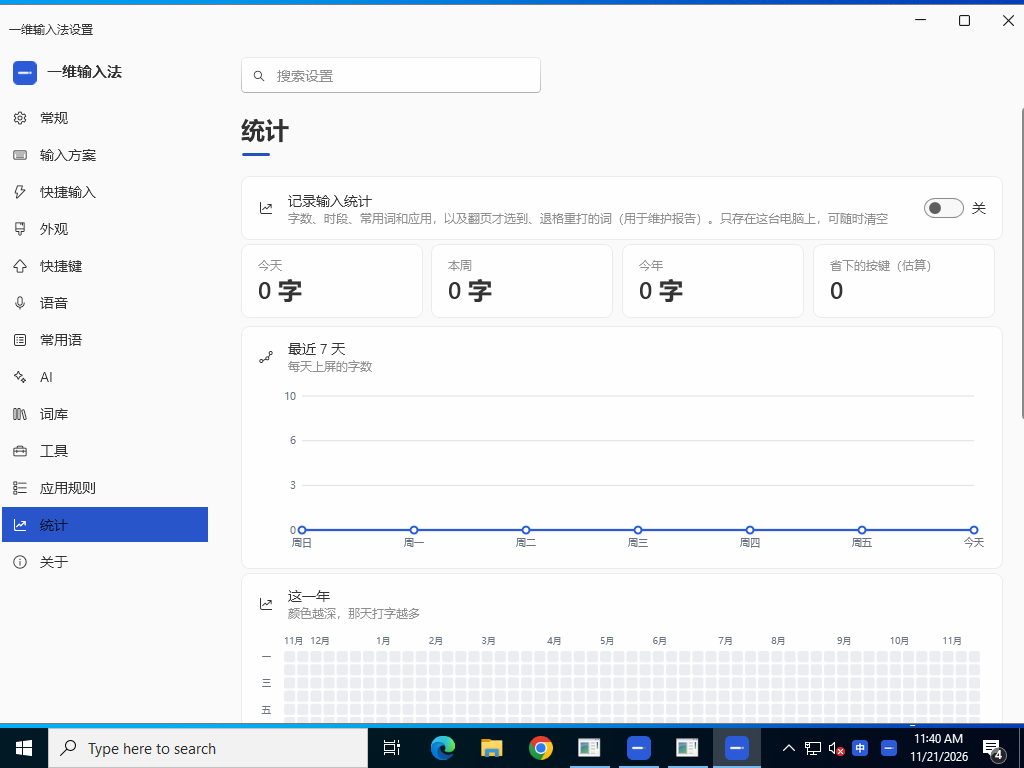 一维输入法设置
一维输入法
搜索设置
常规
输入方案
快捷输入
外观
快捷键
语音
常用语
AI
词库
工具
应用规则
统计
关于
统计
记录输入统计
字数、时段、常用词和应用，以及翻页才选到、退格重打的词（用于维护报告）。只存在这台电脑上，可随时清空
关
今天
0 字
本周
0 字
今年
0 字
省下的按键（估算）
0
最近 7 天
每天上屏的字数
10
6
3
0
周日 周一 周二 周三 周四 周五 今天
这一年
颜色越深，那天打字越多
11月 12月 1月 2月 3月 4月 5月 6月 7月 8月 9月 10月 11月
一
三
五
Type here to search
中
11:40 AM
11/21/2026
4